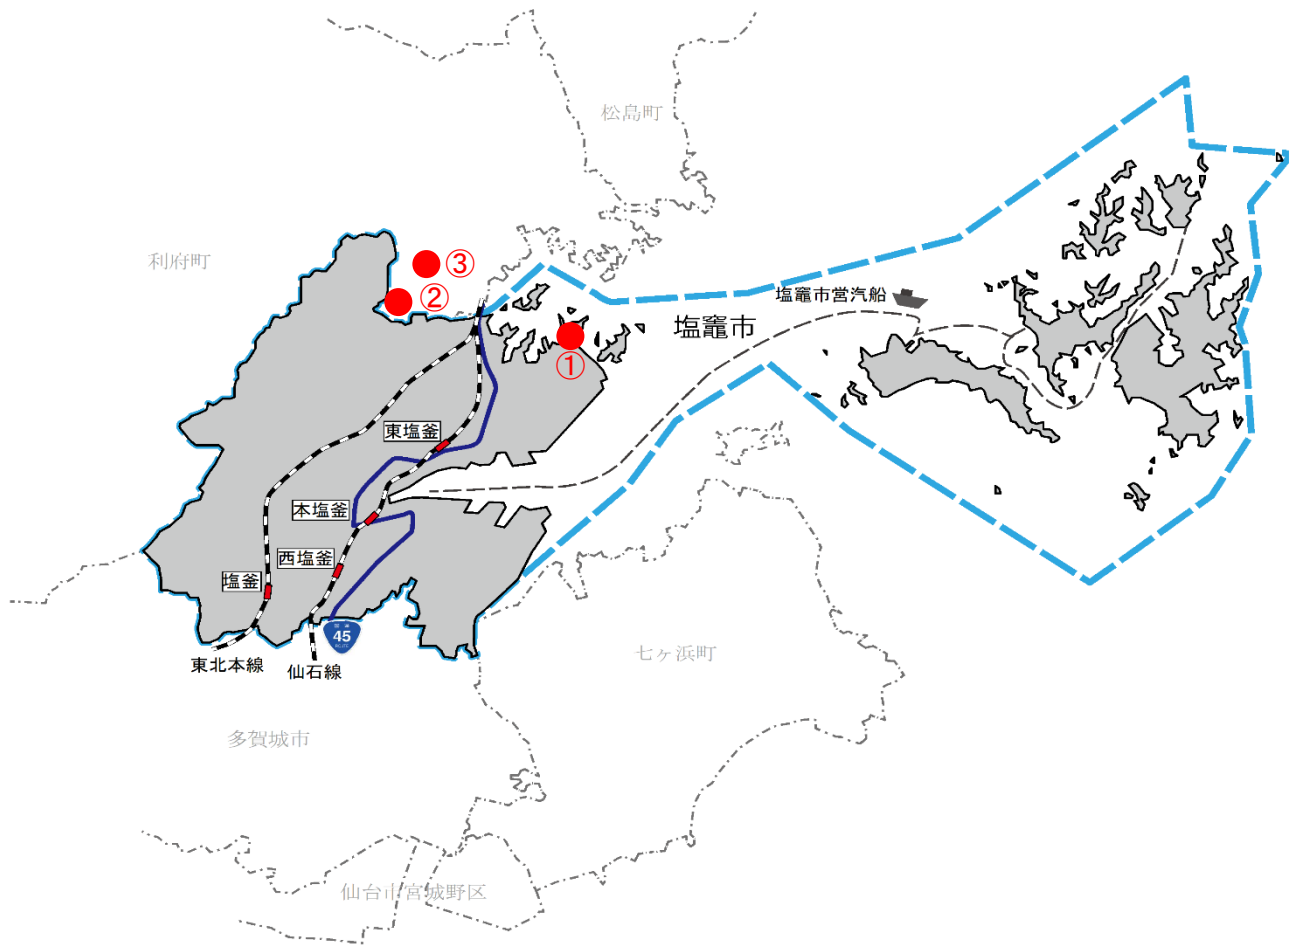 松島町
利府町
③
②
①
塩竈市営汽船
塩竈市
東塩釜
本塩釜
西塩釜
塩釜
45
東北本線
仙石線
七ヶ浜町
多賀城市
仙台市宮城野区